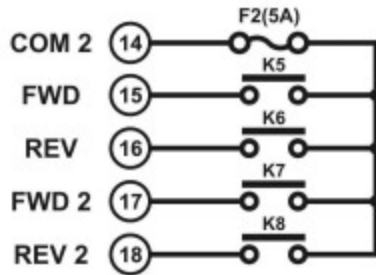 F2(5A)
COM 2 14
K5
FWD 15
K6
REV 16
K7
FWD 2 17
K8
REV 2 18